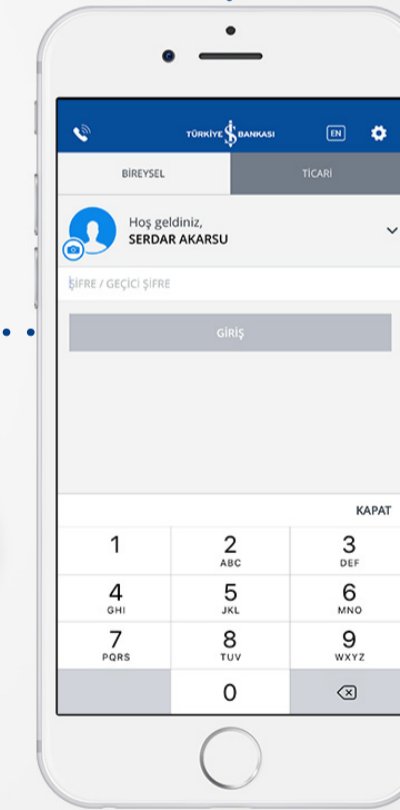 TÜRKİYE İŞ BANKASI
EN
BİREYSEL
TİCARİ
Hoş geldiniz,
SERDAR AKARSU
ŞİFRE / GEÇİCİ ŞİFRE
GİRİŞ
KAPAT
1
2
ABC
3
DEF
4
GHI
5
JKL
6
MNO
7
PQRS
8
TUV
9
WXYZ
0